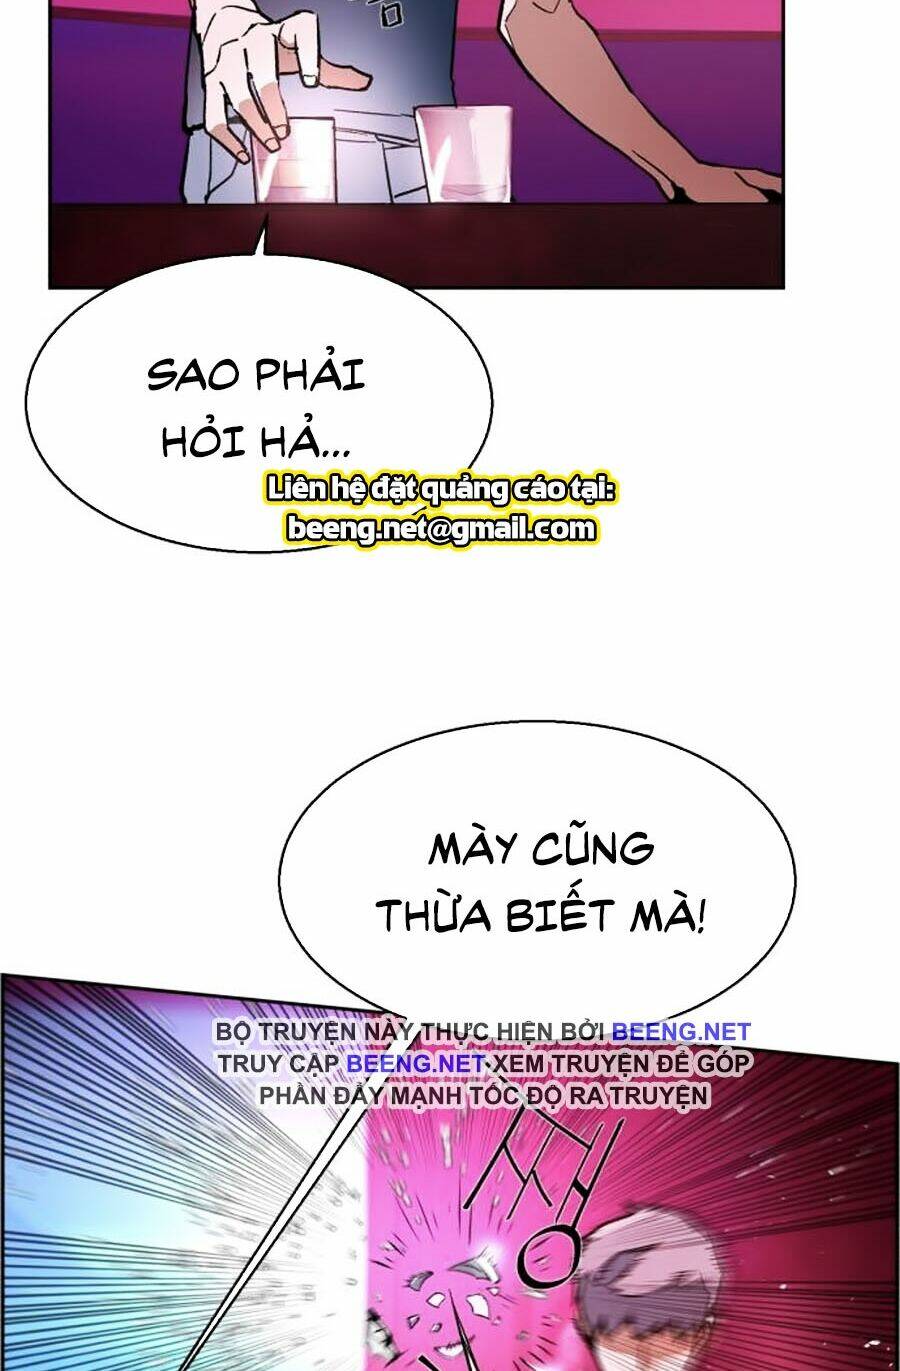 SAO PHẢI
HỎI HẢ...
Liên hệ đặt quảng cáo tại:
beeng.net@gmail.com
MÀY CŨNG
THỪA BIẾT MÀ!
BỘ TRUYỆN NÀY THỰC HIỆN BỞI BEENG.NET
TRUY CẬP BEENG.NET XEM TRUYỆN ĐỂ GÓP
PHẦN ĐẨY MẠNH TỐC ĐỘ RA TRUYỆN
쩽